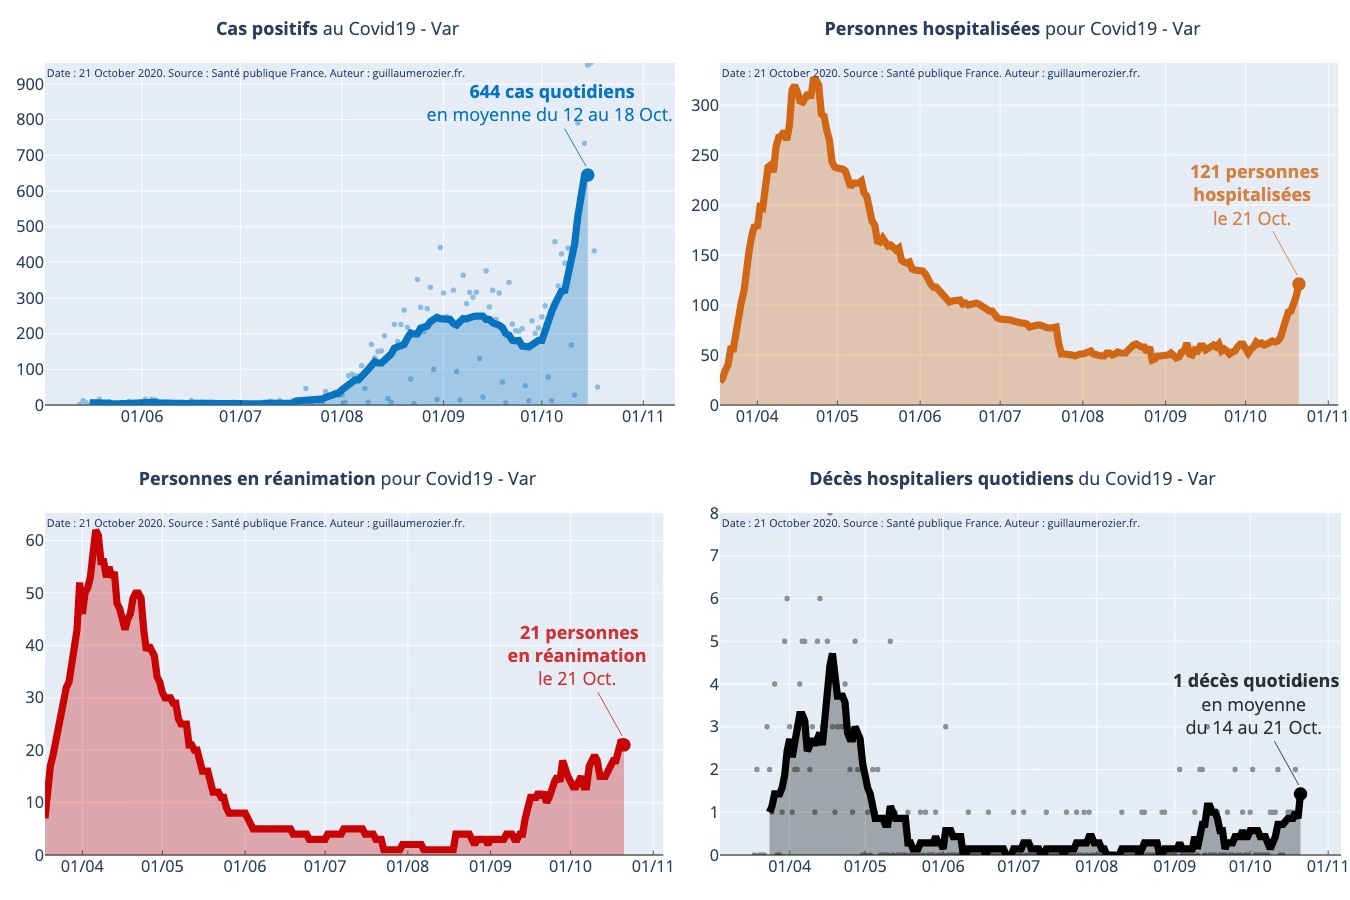 Cas positifs au Covid19 - Var
Date : 21 October 2020. Source : Santé publique France. Auteur : guillaumerozier.fr.
644 cas quotidiens
en moyenne du 12 au 18 Oct.
900
800
700
600
500
400
300
200
100
0
01/06 01/07 01/08 01/09 01/10 01/11
Personnes hospitalisées pour Covid19 - Var
Date : 21 October 2020. Source : Santé publique France. Auteur : guillaumerozier.fr.
121 personnes
hospitalisées
le 21 Oct.
300
250
200
150
100
50
0
01/04 01/05 01/06 01/07 01/08 01/09 01/10 01/11
Personnes en réanimation pour Covid19 - Var
Date : 21 October 2020. Source : Santé publique France. Auteur : guillaumerozier.fr.
21 personnes
en réanimation
le 21 Oct.
60
50
40
30
20
10
0
01/04 01/05 01/06 01/07 01/08 01/09 01/10 01/11
Décès hospitaliers quotidiens du Covid19 - Var
Date : 21 October 2020. Source : Santé publique France. Auteur : guillaumerozier.fr.
1 décès quotidiens
en moyenne
du 14 au 21 Oct.
8
7
6
5
4
3
2
1
0
01/04 01/05 01/06 01/07 01/08 01/09 01/10 01/11